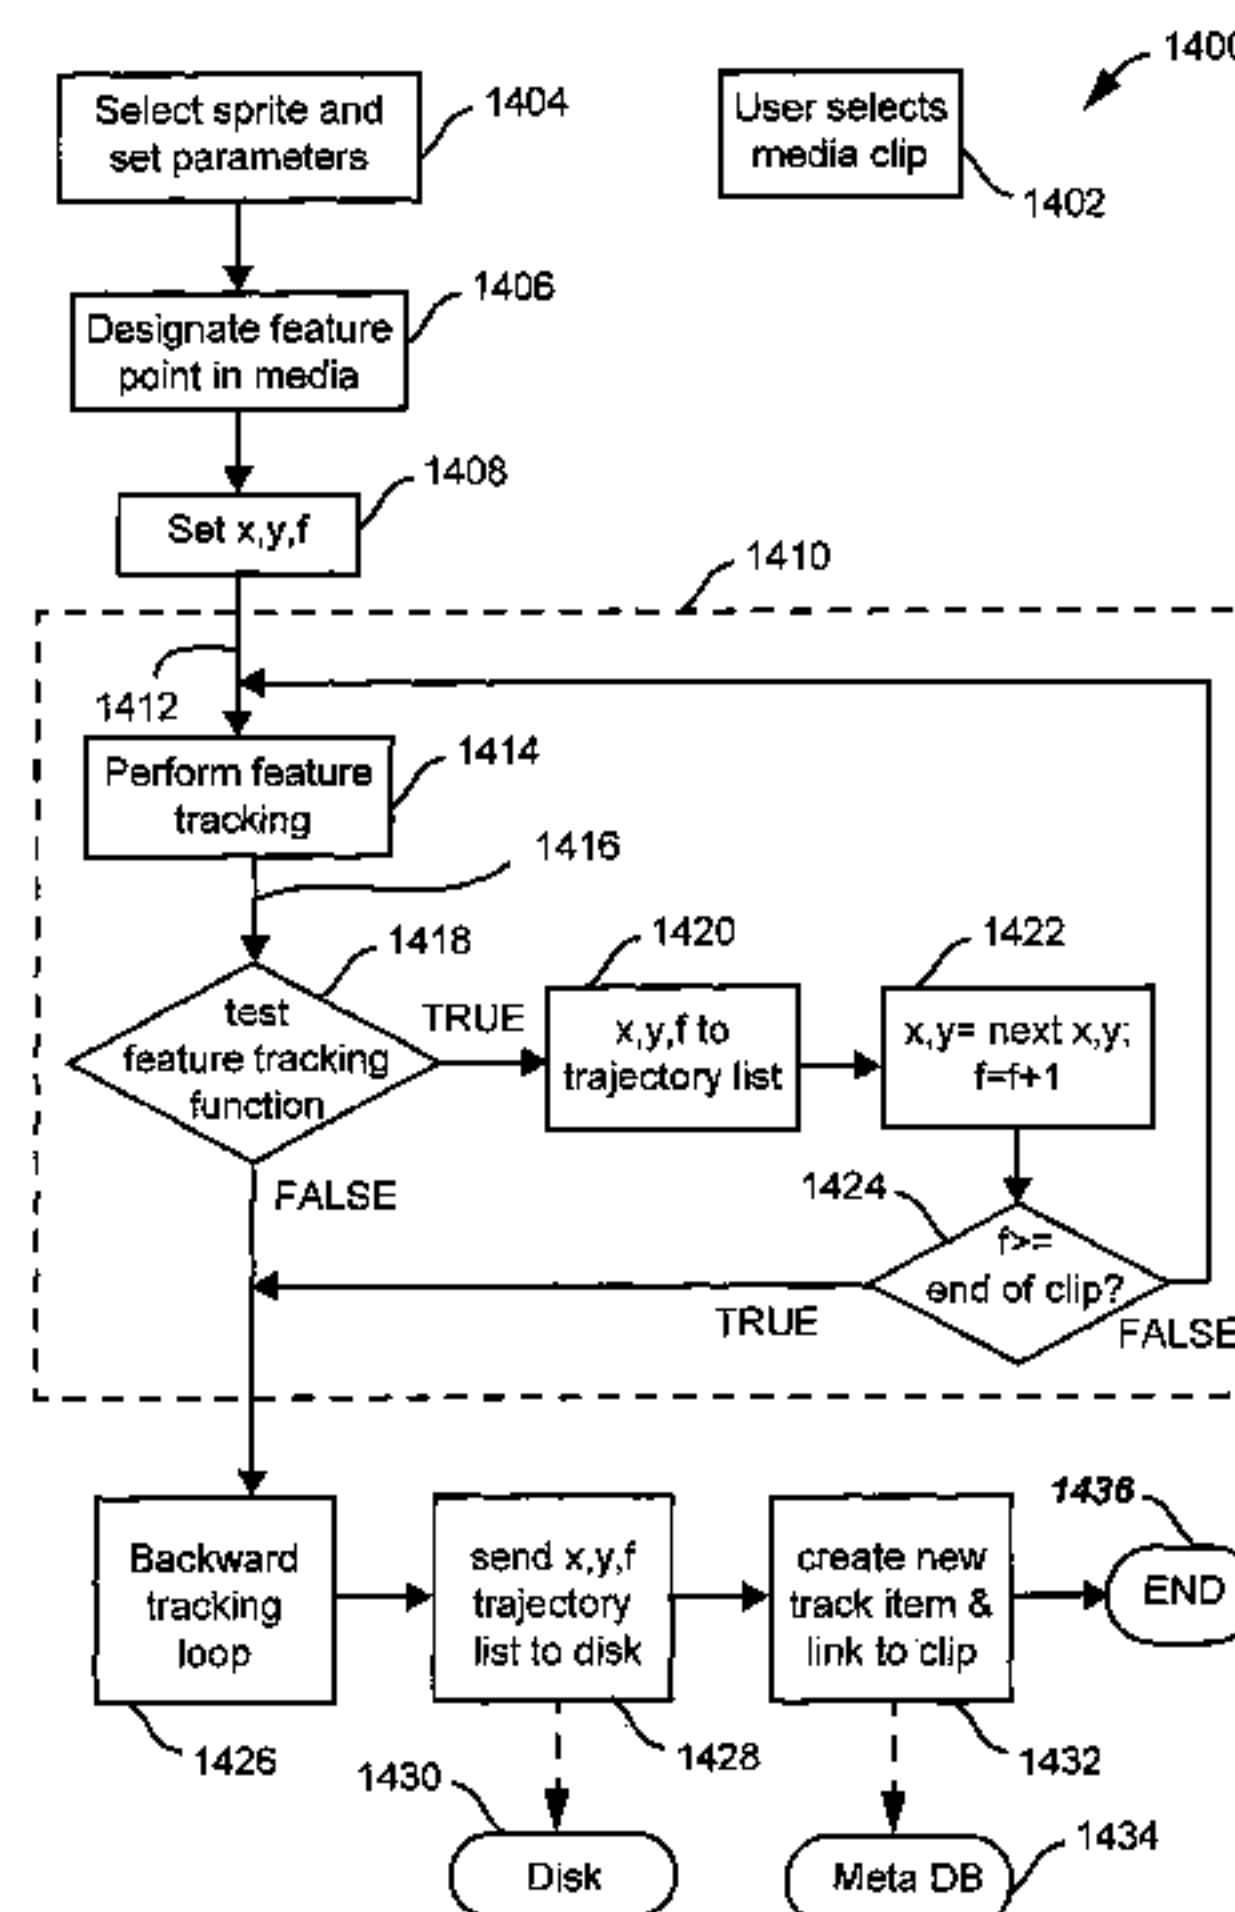 1400
Select sprite and
set parameters
1404
User selects
media clip
1402
Designate feature
point in media
1406
Set x,y,f
1408
1410
1412
Perform feature
tracking
1414
1416
test
feature tracking
function
1418
TRUE
FALSE
x,y,f to
trajectory list
1420
x,y= next x,y;
f=f+1
1422
f>=
end of clip?
1424
TRUE
FALSE
Backward
tracking
loop
1426
send x,y,f
trajectory
list to disk
1428
create new
track item &
link to clip
1432
1436
END
1430
Disk
Meta DB
1434